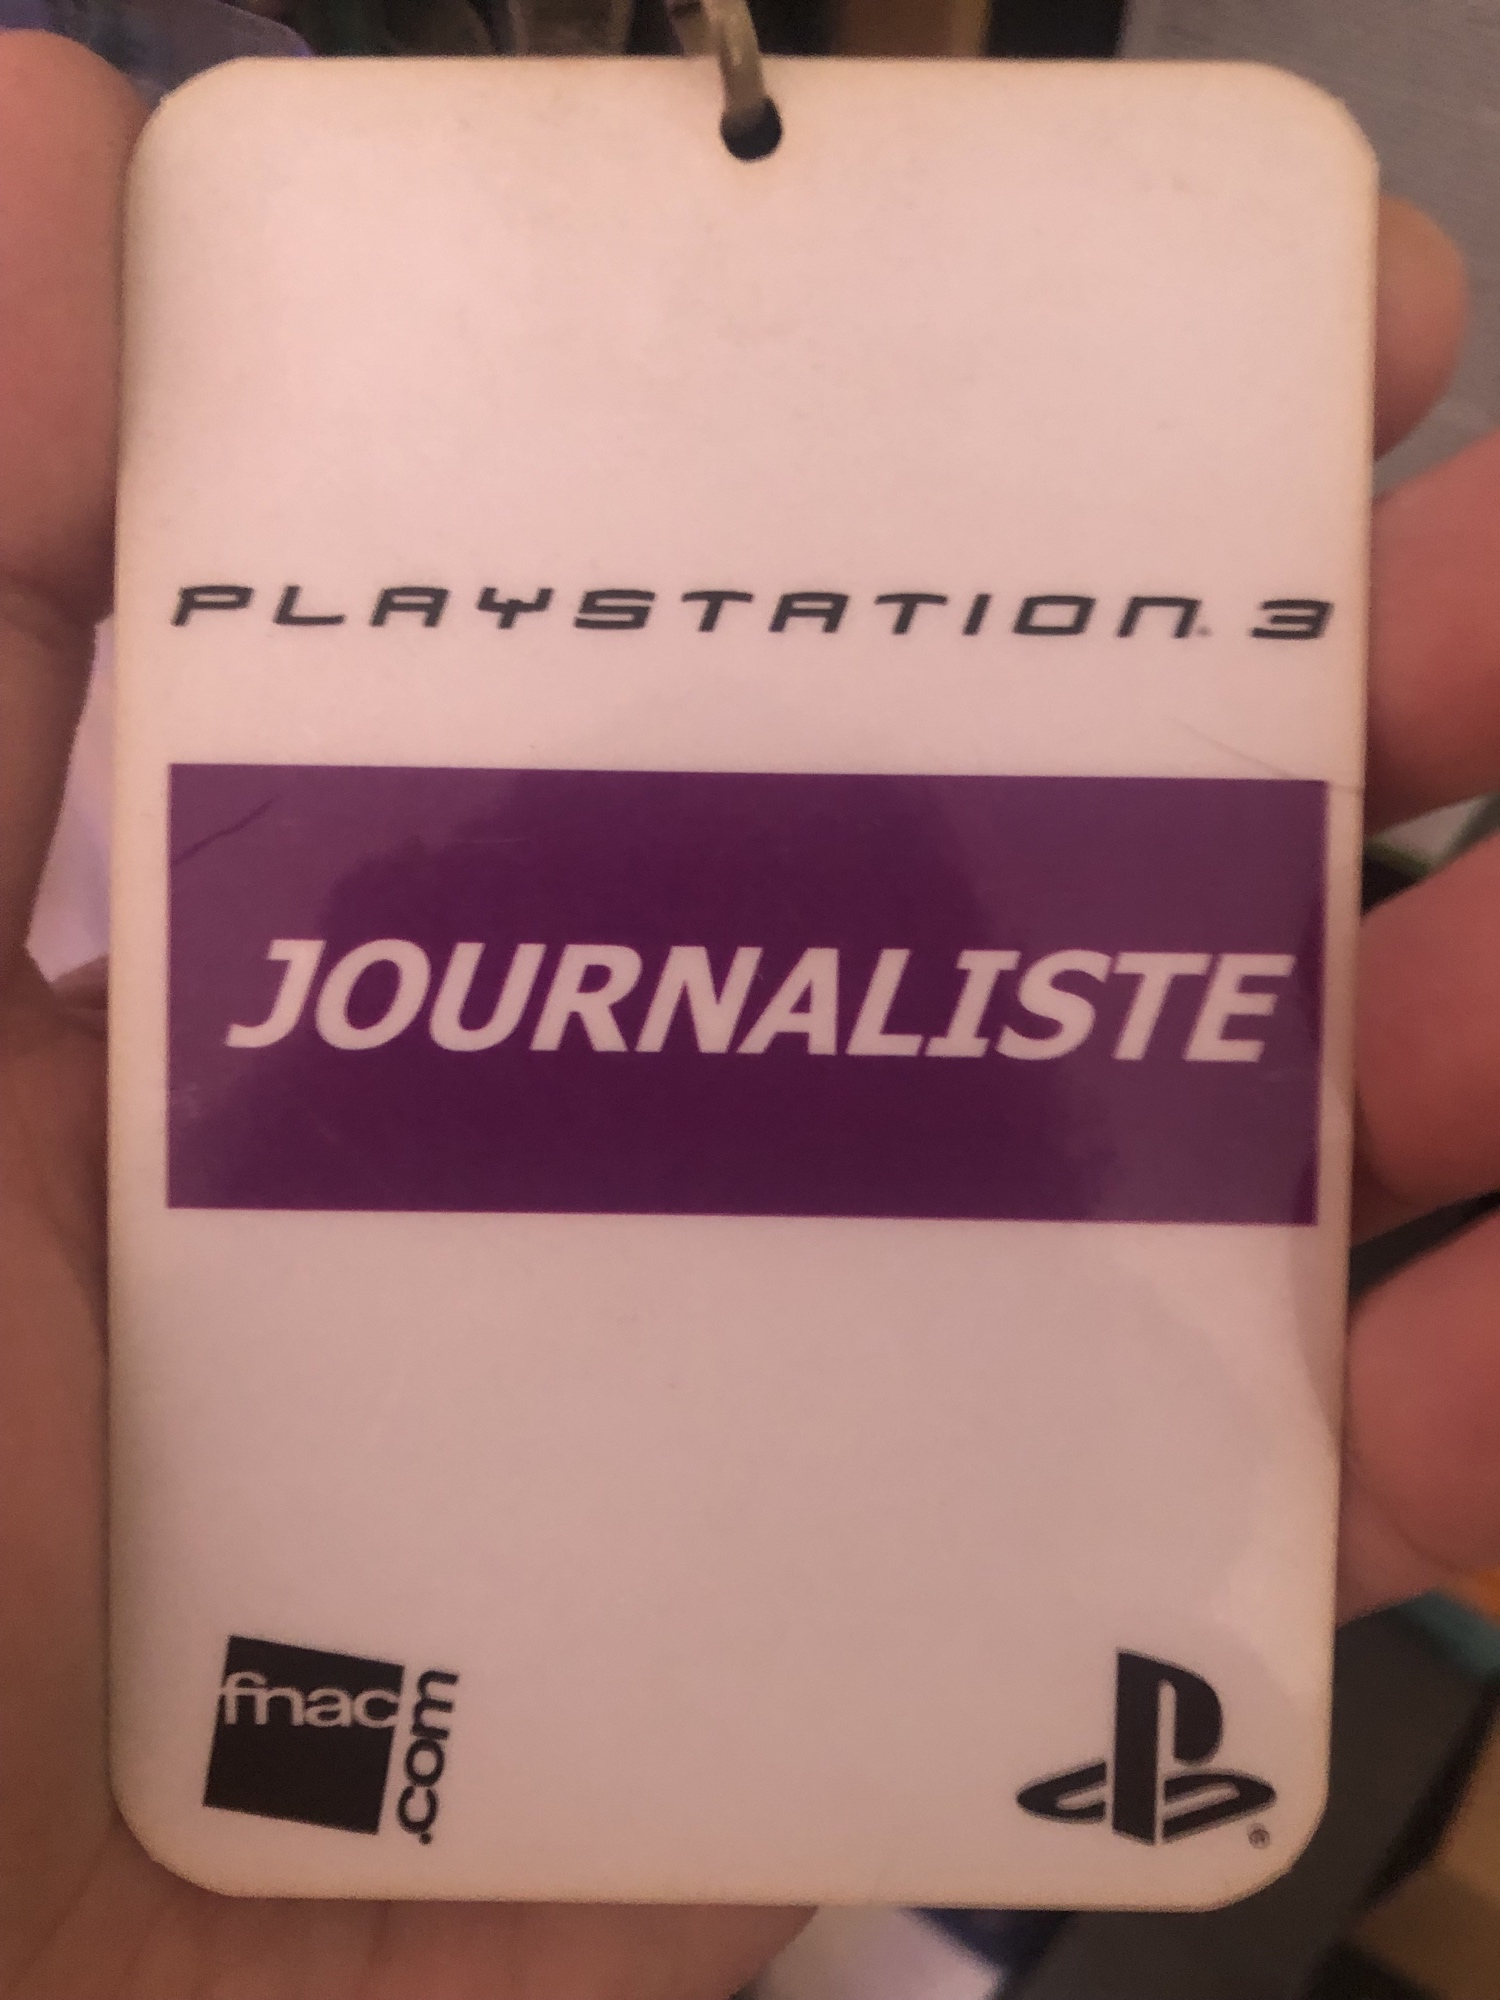 PLAYSTATION® 3
JOURNALISTE
fnac
.com
®